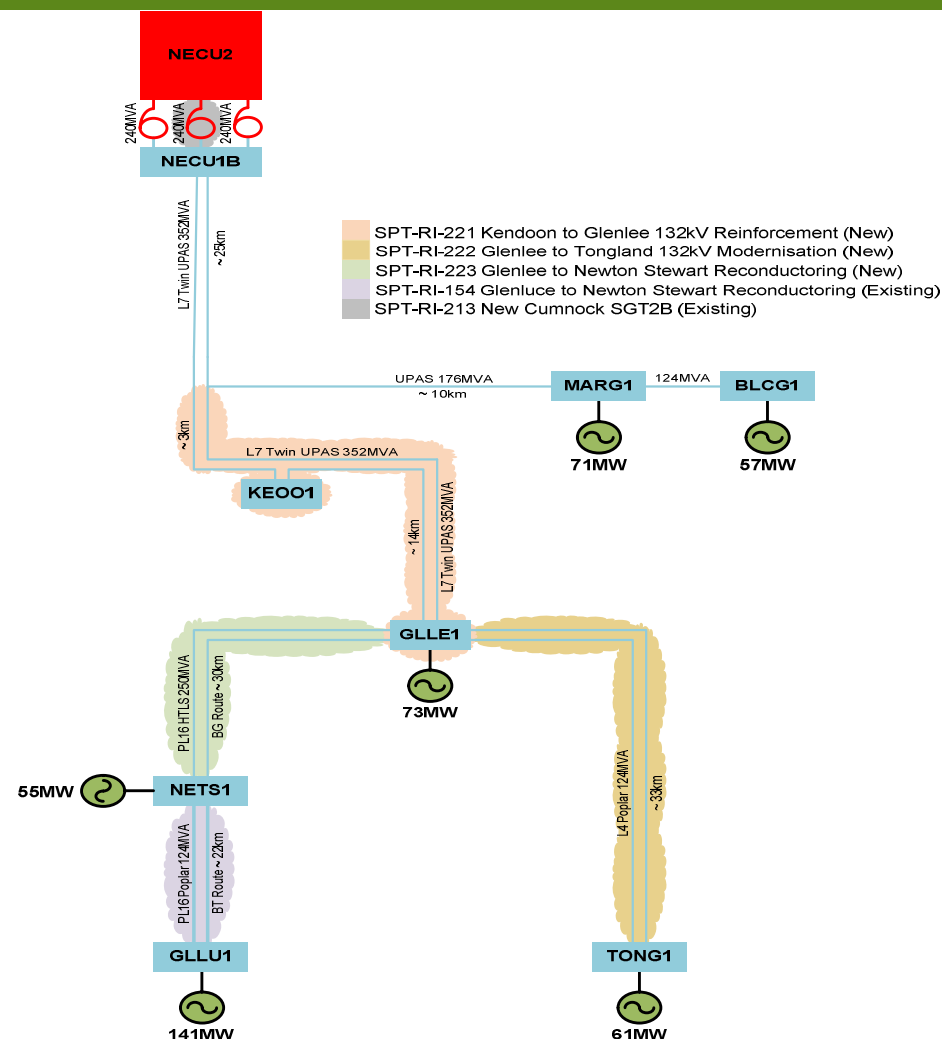 NECU2
240MVA
240MVA
240MVA
NECU1B
L7 Twin UPAS 352MVA
~ 25km
SPT-RI-221 Kendoon to Glenlee 132kV Reinforcement (New)
SPT-RI-222 Glenlee to Tongland 132kV Modernisation (New)
SPT-RI-223 Glenlee to Newton Stewart Reconductoring (New)
SPT-RI-154 Glenluce to Newton Stewart Reconductoring (Existing)
SPT-RI-213 New Cumnock SGT2B (Existing)
UPAS 176MVA
~ 10km
MARG1
124MVA
BLCG1
71MW
57MW
~ 3km
L7 Twin UPAS 352MVA
KEOO1
~ 14km
L7 Twin UPAS 352MVA
GLLE1
73MW
PL16 HTLS 250MVA
BG Route ~ 30km
L4 Poplar 124MVA
~ 33km
55MW
NETS1
PL16 Poplar 124MVA
BT Route ~ 22km
GLLU1
TONG1
141MW
61MW